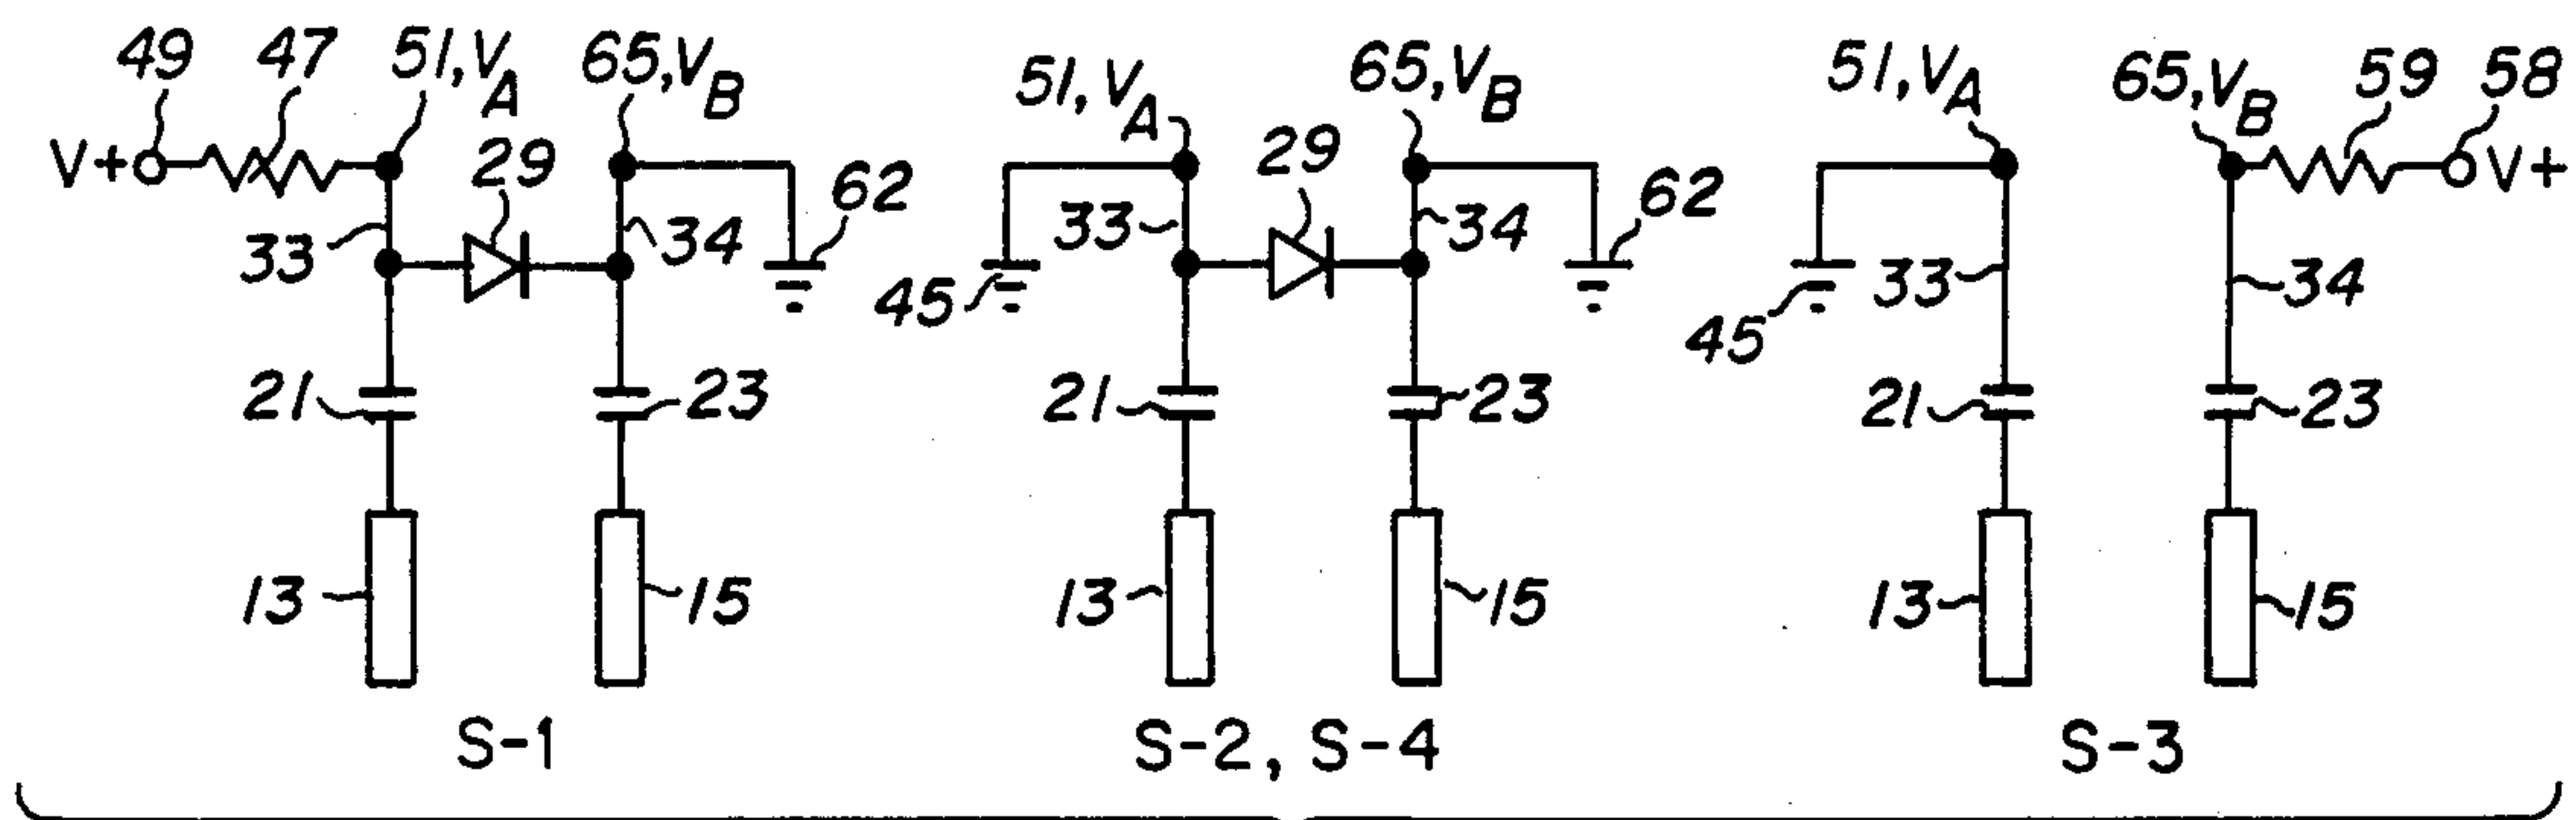 49 47 51, VA 65, VB
V+ 29 62
33 34
21 23
13 15
S-1
51, VA 65, VB
29 62
33 34
45
21 23
13 15
S-2, S-4
51, VA 65, VB 59 58
V+
33 34
45
21 23
13 15
S-3